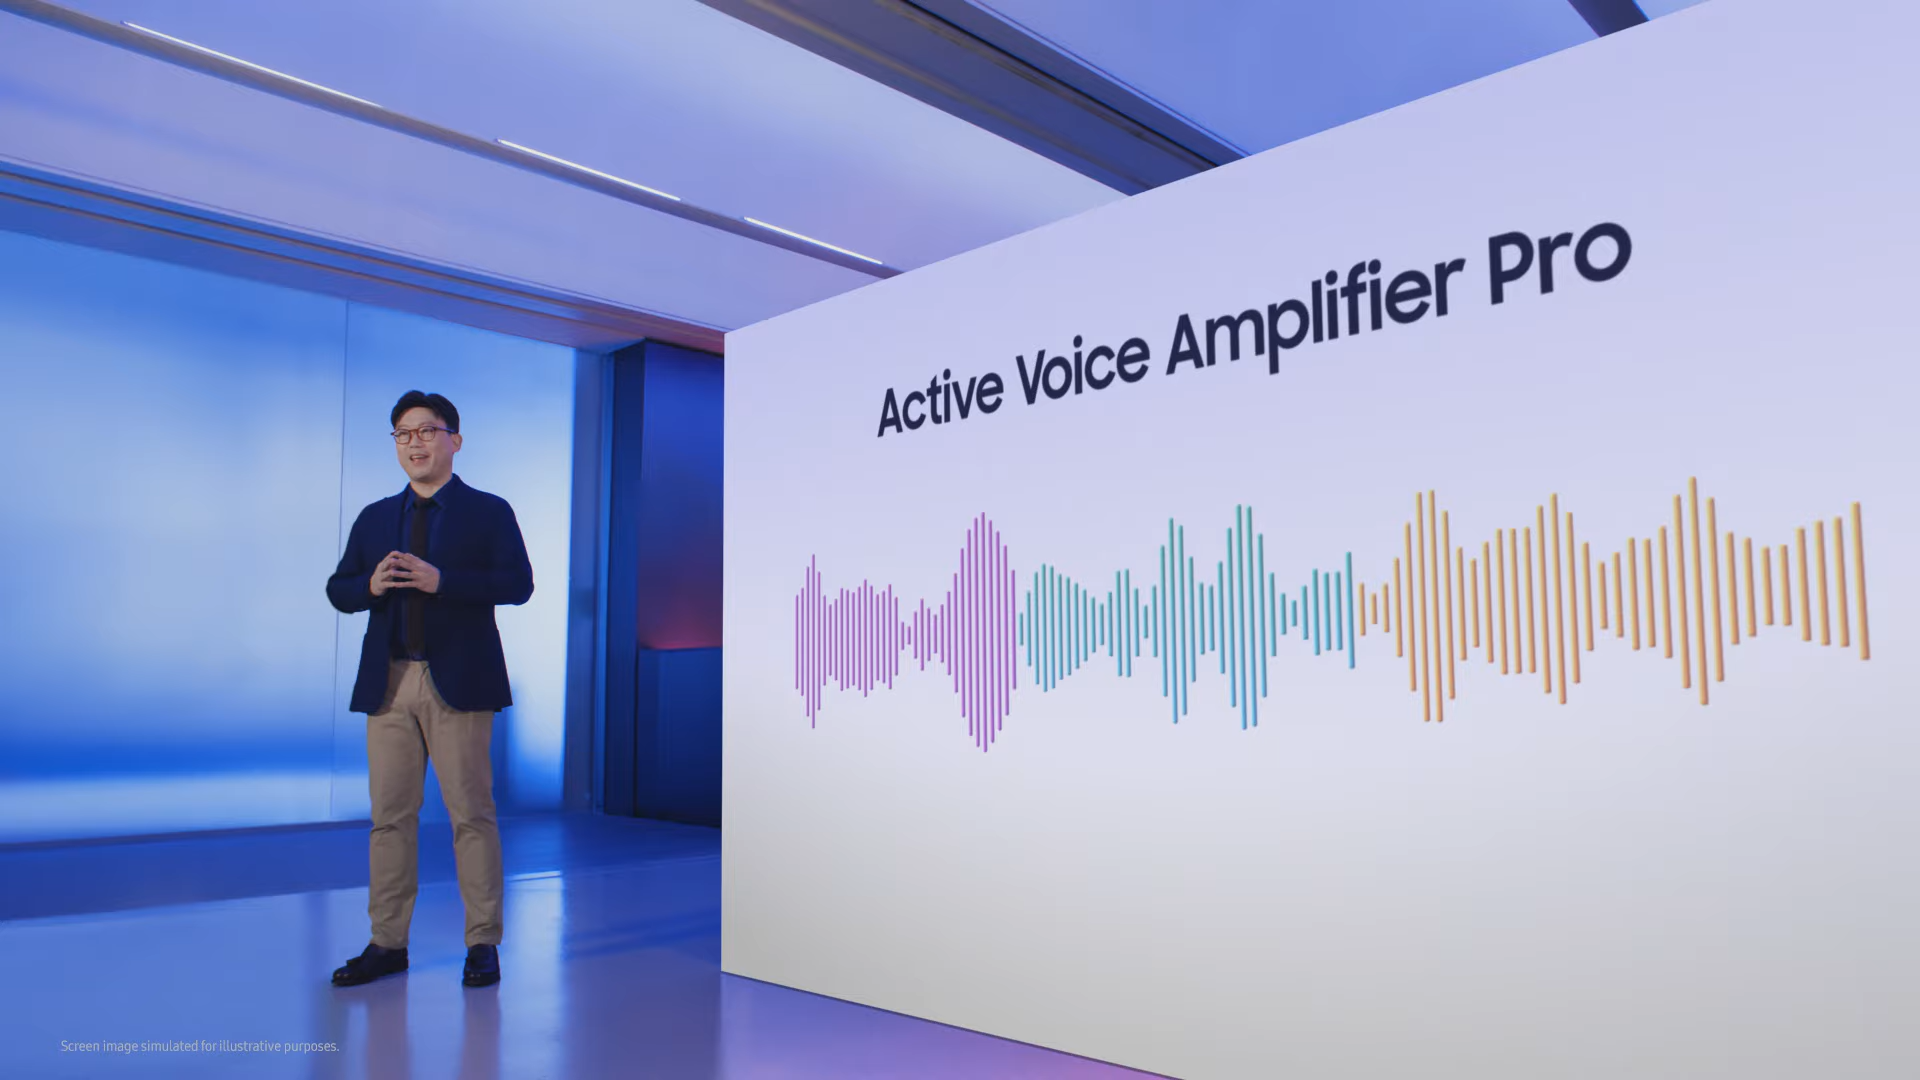 Active Voice Amplifier Pro
Screen image simulated for illustrative purposes.